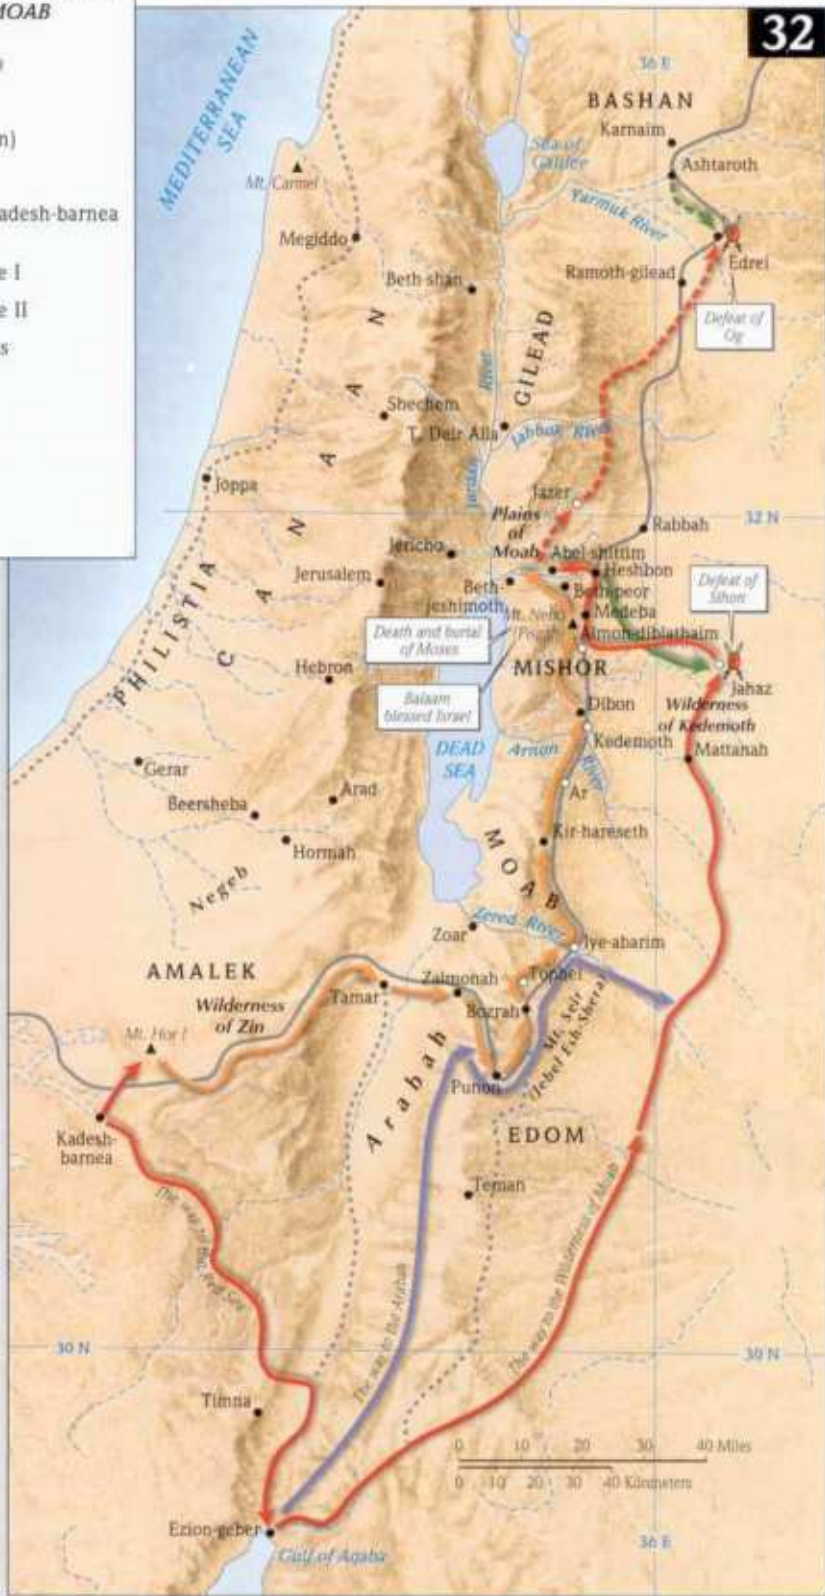 MOAB
n)
adesh-barnea
e I
e II
s
32
MEDITERRANEAN
SEA
36 E
BASHAN
Karnaim
Ashtaroth
Sea of
Galilee
Yarmuk River
Mt. Carmel
Megiddo
Edrei
Ramoth-gilead
Beth-shan
Defeat of
Og
CANAAN
GILEAD
Shechem
T. Deir Alla
Jabbok River
Jordan River
Joppa
Jazer
32 N
Plains
of
Moab
Rabbah
Jericho
Abel-shittim
Heshbon
Jerusalem
Beth-
jeshimoth
Beth-peor
Defeat of
Sihon
Medeba
Mt. Nebo
(Pisgah)
Almon-diblathaim
Death and burial
of Moses
PHILISTIA
MISHOR
Hebron
Jahaz
Balaam
blessed Israel
Dibon
Wilderness
of Kedemoth
Kedemoth
Mattanah
DEAD
SEA
Arnon River
Gerar
Ar
Arad
Beersheba
Kir-hareseth
Hormah
MOAB
Negeb
Zered River
Zoar
Iye-abarim
AMALEK
Zalmonah
Tophel
Tamar
Wilderness
of Zin
Bozrah
Mt. Hor?
Mt. Seir
(Jebel Esh-Shera)
Arabah
Punon
Kadesh-
barnea
EDOM
Teman
The way to the Red Sea
The way to the Arabah
The way to the Wilderness of Moab
30 N
30 N
Timna
0 10 20 30 40 Miles
0 10 20 30 40 Kilometers
Ezion-geber
Gulf of Aqaba
36 E